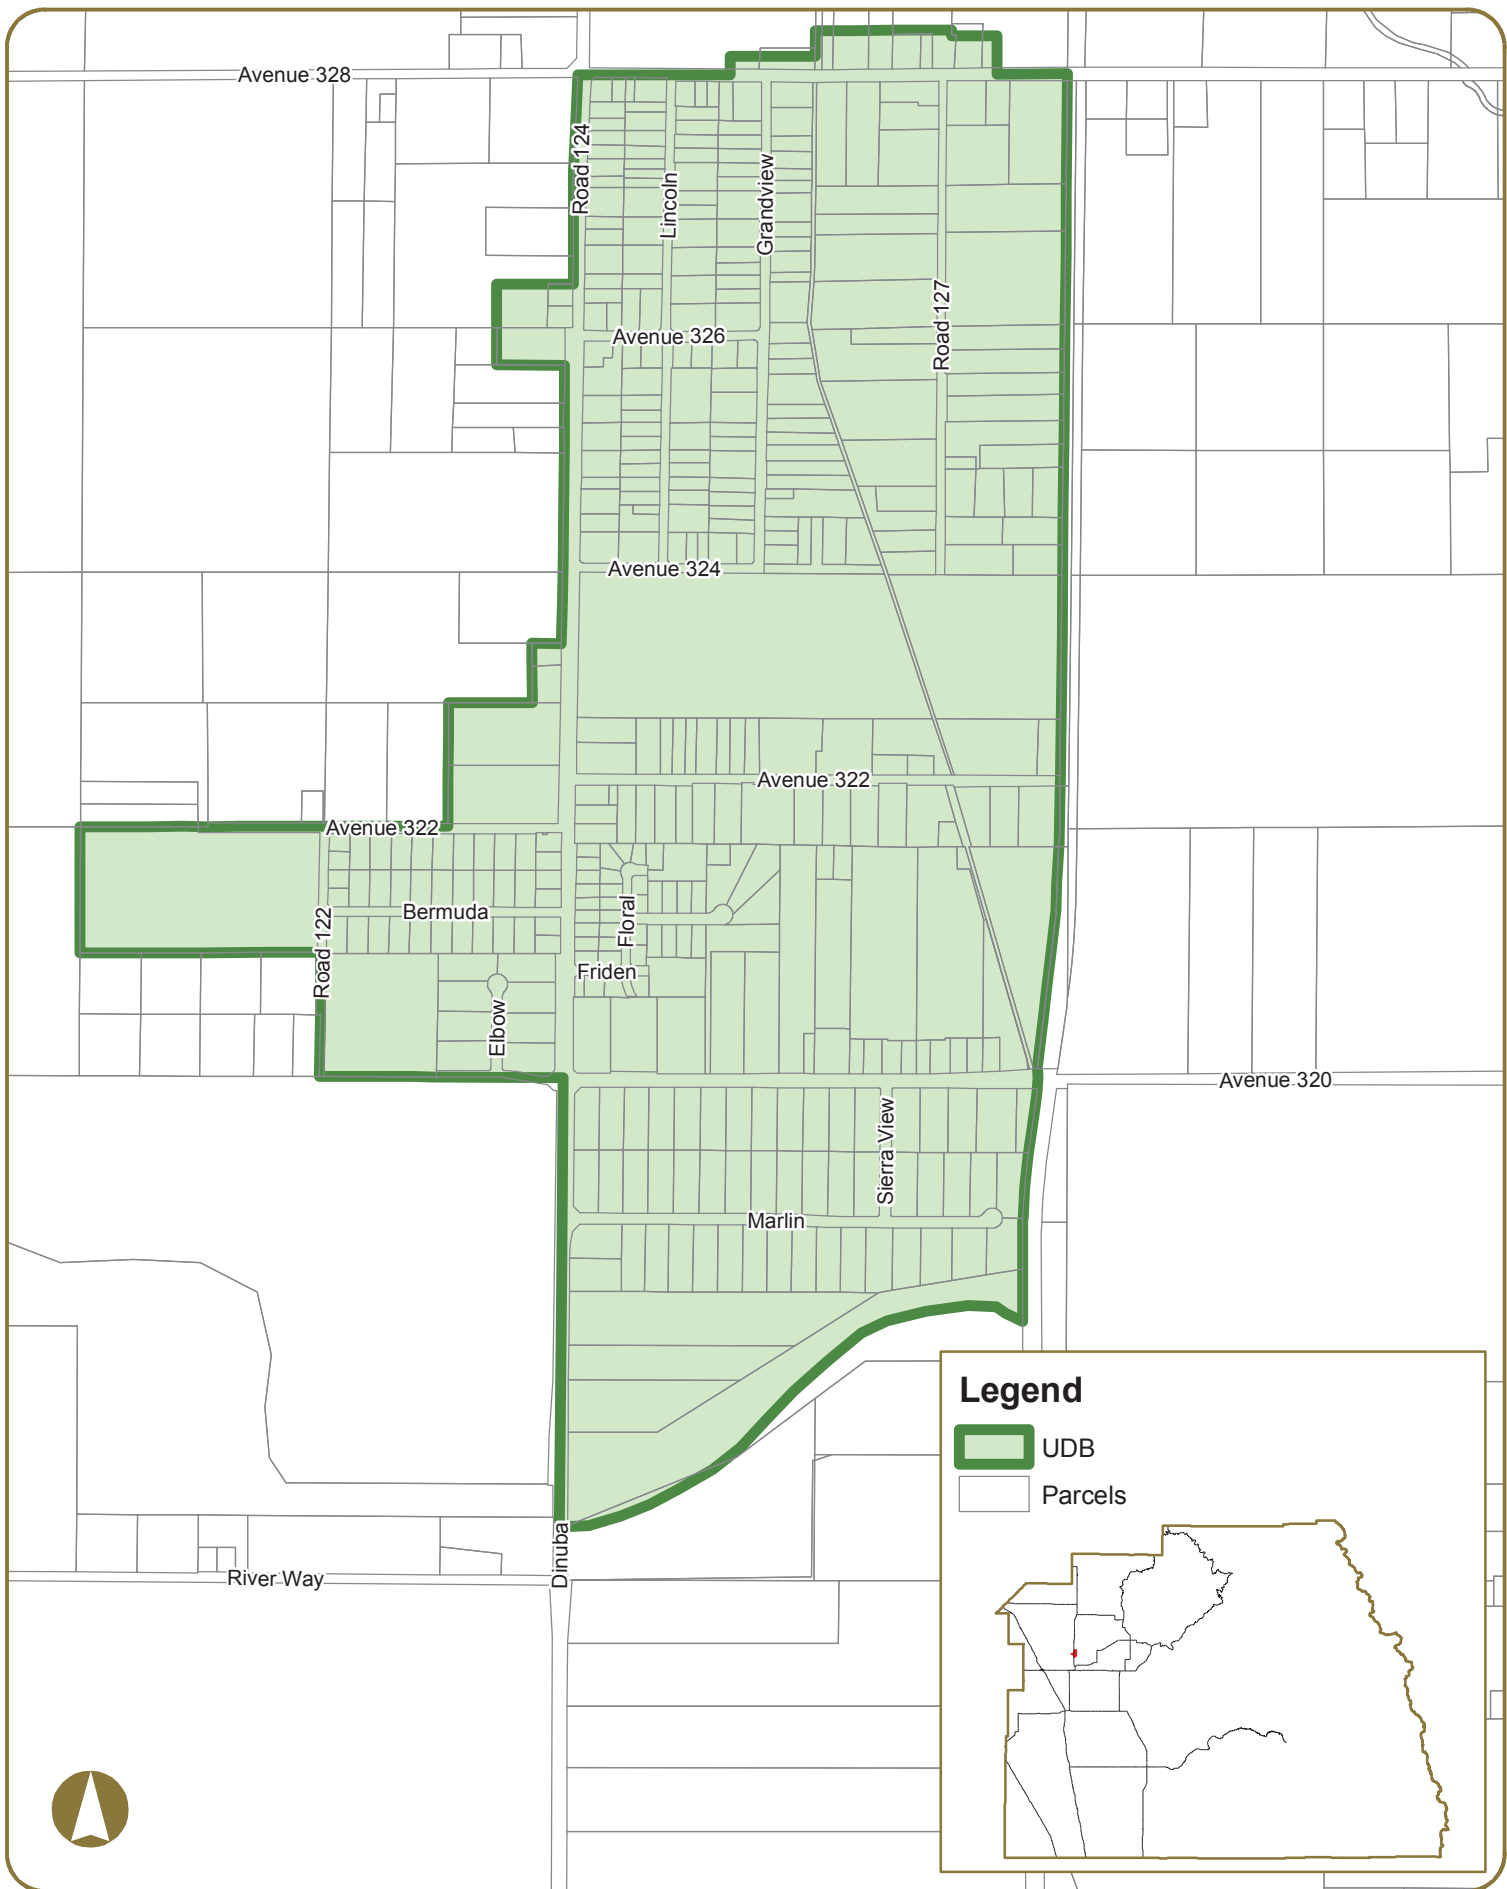 Avenue 328
Road 124
Lincoln
Grandview
Road 127
Avenue 326
Avenue 324
Avenue 322
Avenue 322
Bermuda
Road 122
Floral
Friden
Elbow
Avenue 320
Sierra View
Marlin
Legend
UDB
Parcels
Dinuba
River Way